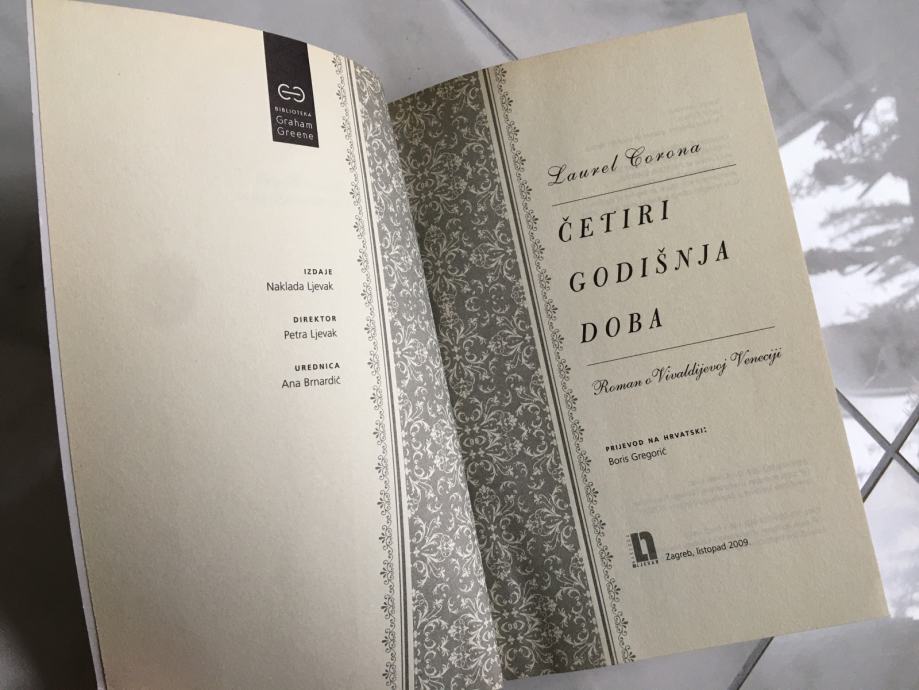 BIBLIOTEKA
Graham
Greene
IZDAJE
Naklada Ljevak
DIREKTOR
Petra Ljevak
UREDNICA
Ana Brnardić
Laurel Corona
ČETIRI
GODIŠNJA
DOBA
Roman o Vivaldijevoj Veneciji
PRIJEVOD NA HRVATSKI:
Boris Gregorić
LJEVAK
Zagreb, listopad 2009.